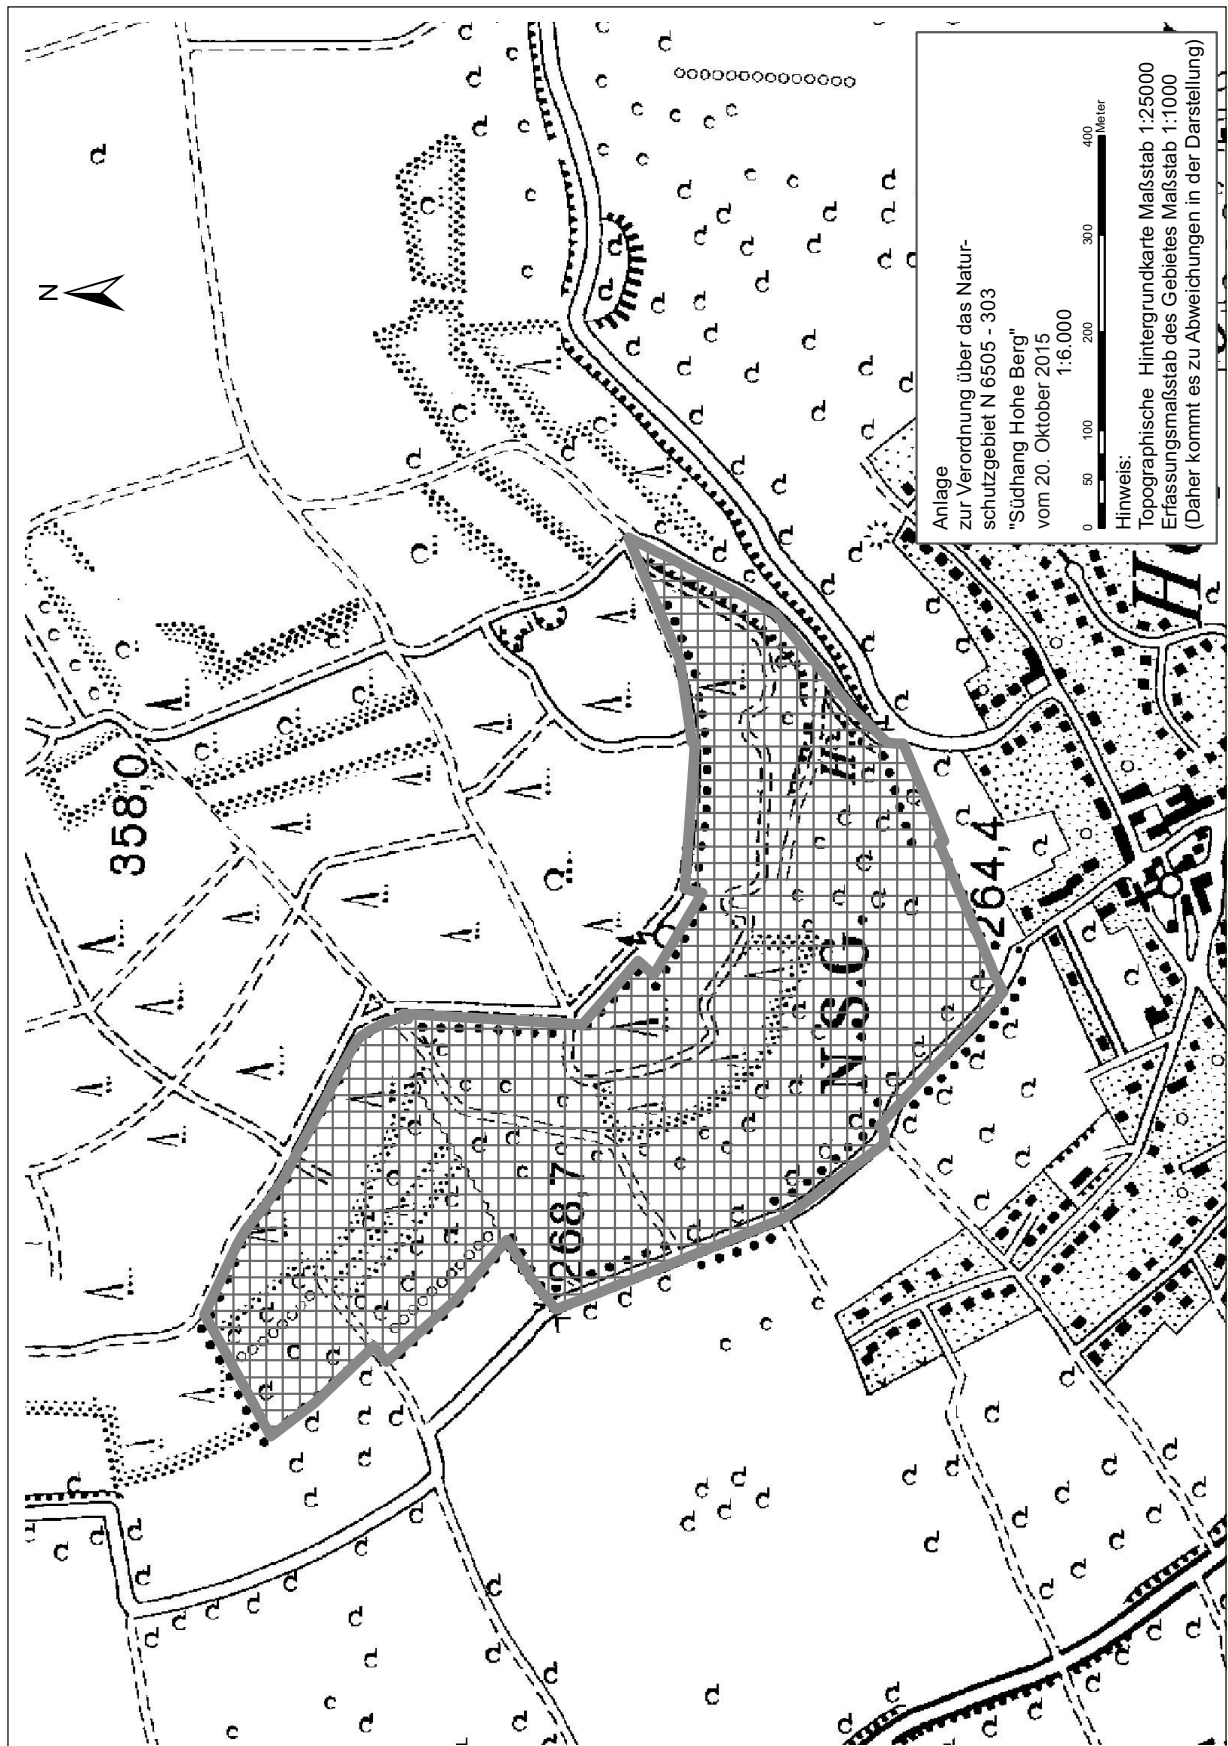 N
358,0
268,7
N.S.G.
264,4
Anlage
zur Verordnung über das Natur-
schutzgebiet N 6505 - 303
"Südhang Hohe Berg"
vom 20. Oktober 2015
1:6.000
0 50 100 200 300 400
Meter
Hinweis:
Topographische Hintergrundkarte Maßstab 1:25000
Erfassungsmaßstab des Gebietes Maßstab 1:1000
(Daher kommt es zu Abweichungen in der Darstellung)